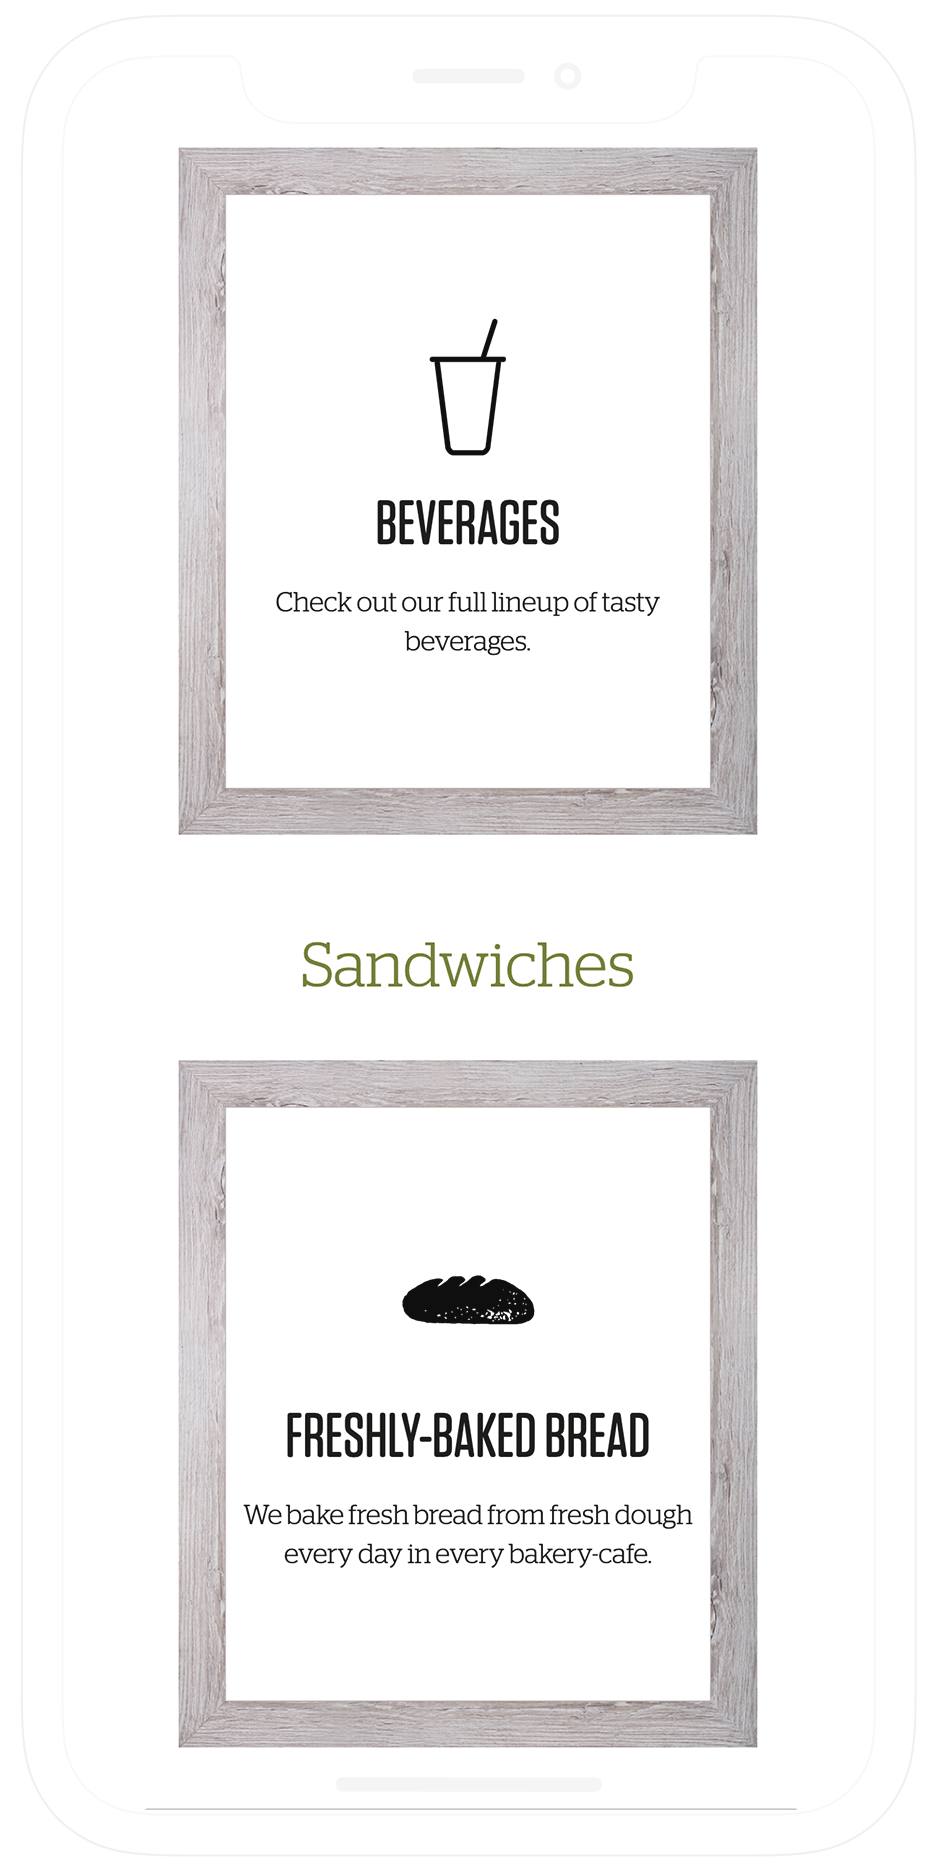 BEVERAGES
Check out our full lineup of tasty
beverages.
Sandwiches
FRESHLY-BAKED BREAD
We bake fresh bread from fresh dough
every day in every bakery-cafe.